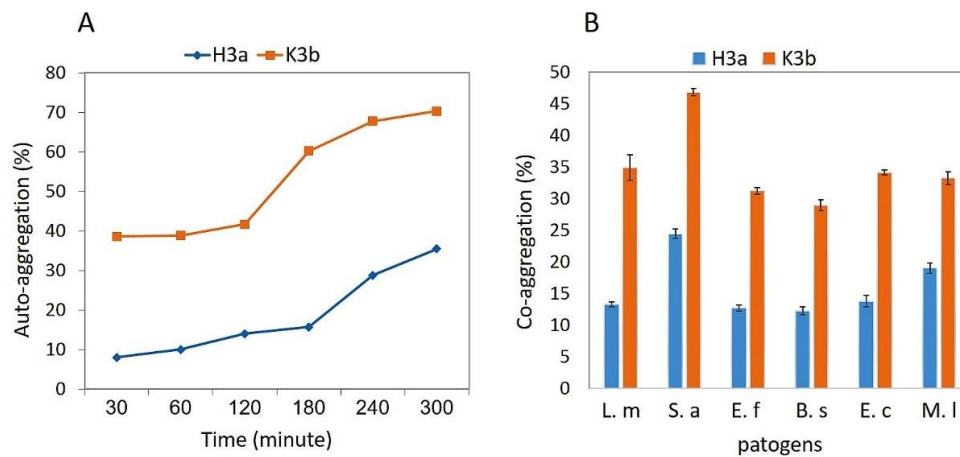 A
H3a K3b
80
70
60
50
40
30
20
10
0
Auto-aggregation (%)
30 60 120 180 240 300
Time (minute)
B
H3a K3b
50
45
40
35
30
25
20
15
10
5
0
Co-aggregation (%)
L. m S. a E. f B. s E. c M. l
patogens